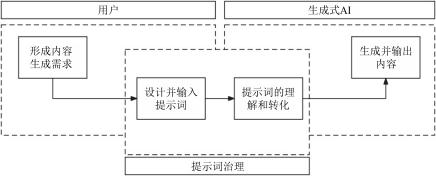 用户
生成式AI
形成内容
生成需求
生成并输出
内容
设计并输入
提示词
提示词的理
解和转化
提示词治理